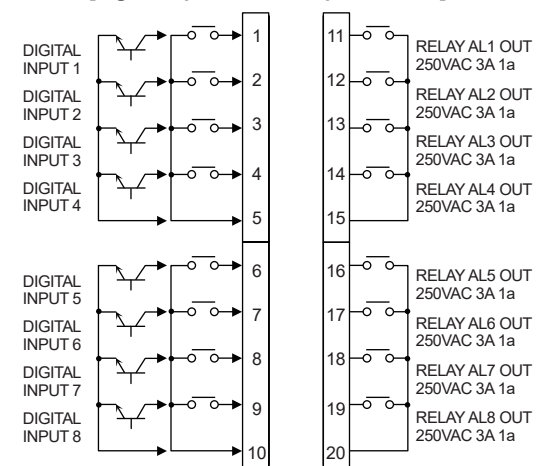 DIGITAL
INPUT 1
DIGITAL
INPUT 2
DIGITAL
INPUT 3
DIGITAL
INPUT 4
1
2
3
4
5
11
12
13
14
15
RELAY AL1 OUT
250VAC 3A 1a
RELAY AL2 OUT
250VAC 3A 1a
RELAY AL3 OUT
250VAC 3A 1a
RELAY AL4 OUT
250VAC 3A 1a
DIGITAL
INPUT 5
DIGITAL
INPUT 6
DIGITAL
INPUT 7
DIGITAL
INPUT 8
6
7
8
9
10
16
17
18
19
20
RELAY AL5 OUT
250VAC 3A 1a
RELAY AL6 OUT
250VAC 3A 1a
RELAY AL7 OUT
250VAC 3A 1a
RELAY AL8 OUT
250VAC 3A 1a